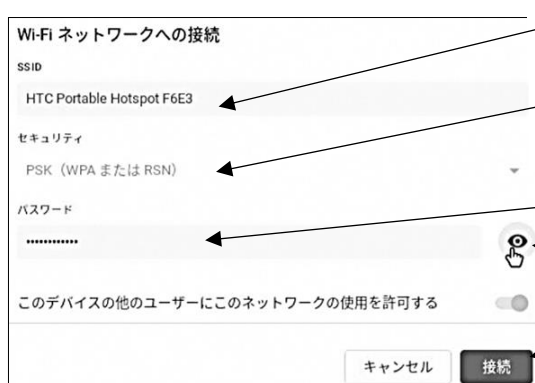 Wi-Fi ネットワークへの接続
SSID
HTC Portable Hotspot F6E3
セキュリティ
PSK（WPA または RSN）
パスワード
••••••••••••
このデバイスの他のユーザーにこのネットワークの使用を許可する
キャンセル 接続